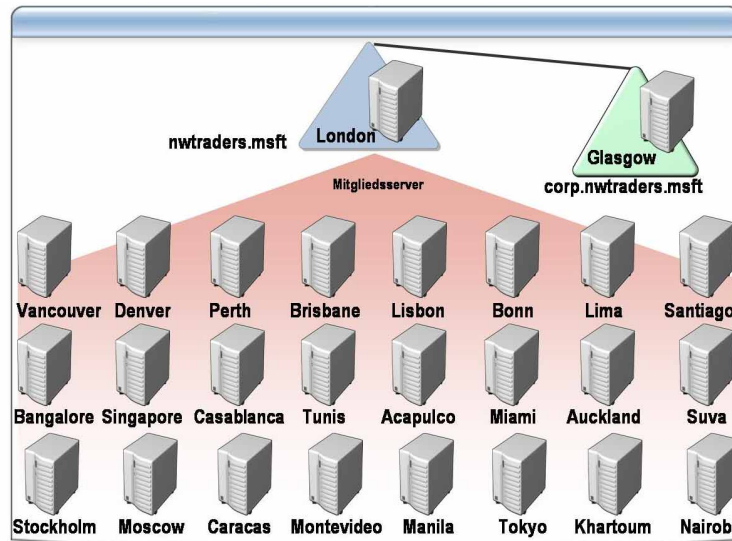 London
nwtraders.msft
Glasgow
corp.nwtraders.msft
Mitgliedsserver
Vancouver Denver Perth Brisbane Lisbon Bonn Lima Santiago
Bangalore Singapore Casablanca Tunis Acapulco Miami Auckland Suva
Stockholm Moscow Caracas Montevideo Manila Tokyo Khartoum Nairob